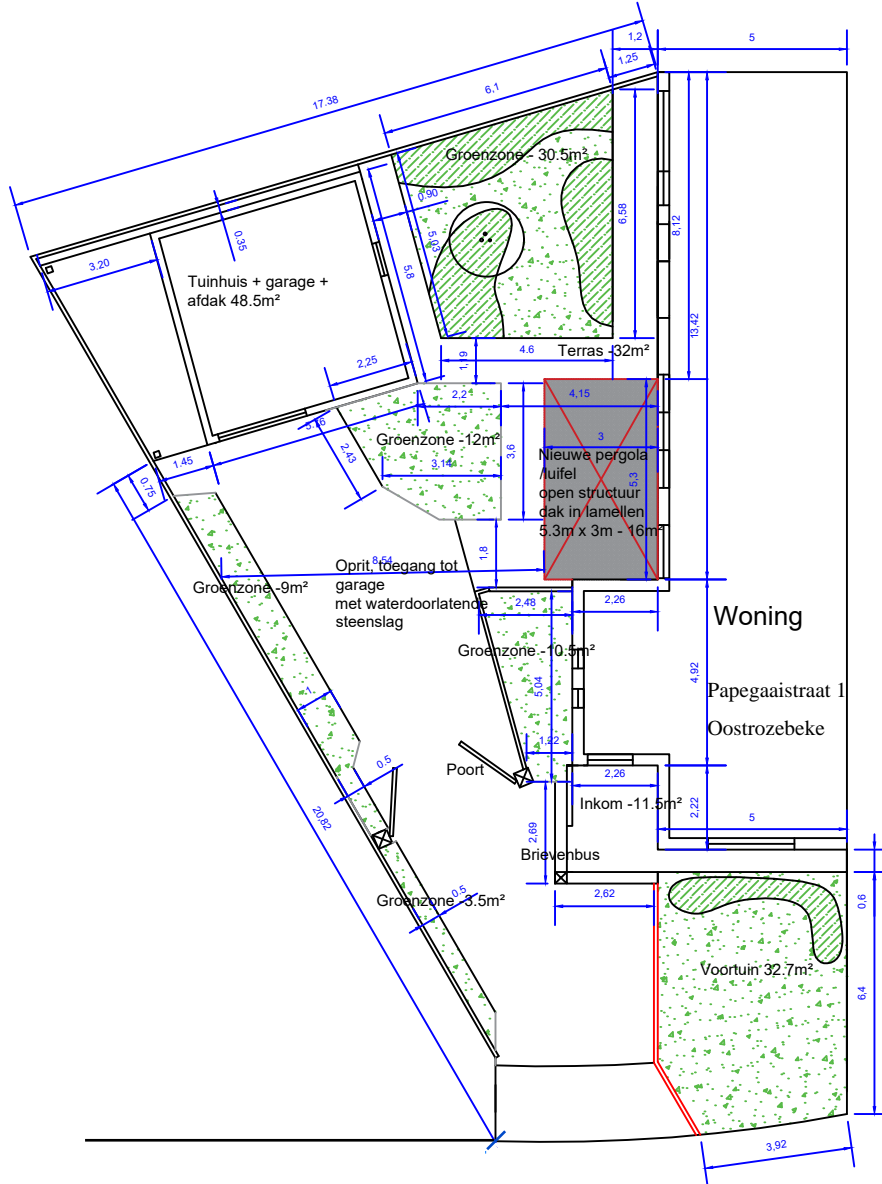 1,2
5
1,25
6,1
17.38
Groenzone - 30.5m²
0.90
0.35
5,03
6,58
8,12
3.20
5.8
Tuinhuis + garage +
afdak 48.5m²
13,42
4.6
Terras -32m²
1,19
2,25
2,2
4,15
3
5.76
Groenzone -12m²
3,6
2,43
3,14
Nieuwe pergola
/luifel
open structuur
dak in lamellen
5.3m x 3m - 16m²
5,3
1.45
0.75
1.8
8.54
Oprit, toegang tot
garage
met waterdoorlatende
steenslag
Groenzone -9m²
2,48
2,26
Woning
Groenzone -10.5m²
4,92
5,04
Papegaaistraat 1
Oostrozebeke
1
1,22
Poort
0.5
2,26
Inkom -11.5m²
2,22
20,82
2,69
5
Brievenbus
0,6
0.5
Groenzone -3.5m²
2,62
Voortuin 32.7m²
6,4
3,92